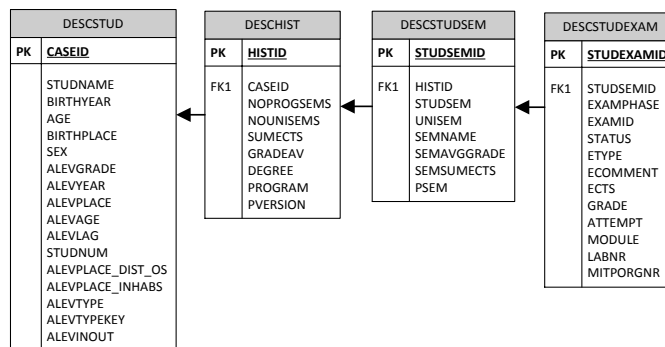 DESCSTUD
PK CASEID
STUDNAME
BIRTHYEAR
AGE
BIRTHPLACE
SEX
ALEVGRADE
ALEVYEAR
ALEVPLACE
ALEVAGE
ALEVLAG
STUDNUM
ALEVPLACE_DIST_OS
ALEVPLACE_INHABS
ALEVTYPE
ALEVTYPEKEY
ALEVINOUT
DESCHIST
PK HISTID
FK1 CASEID
NOPROGSEMS
NOUNISEMS
SUMECTS
GRADEAV
DEGREE
PROGRAM
PVERSION
DESCSTUDSEM
PK STUDSEMID
FK1 HISTID
STUDSEM
UNISEM
SEMNAME
SEMAVGGRADE
SEMSUMECTS
PSEM
DESCSTUDEXAM
PK STUDEXAMID
FK1 STUDSEMID
EXAMPHASE
EXAMID
STATUS
ETYPE
ECOMMENT
ECTS
GRADE
ATTEMPT
MODULE
LABNR
MITPORGNR